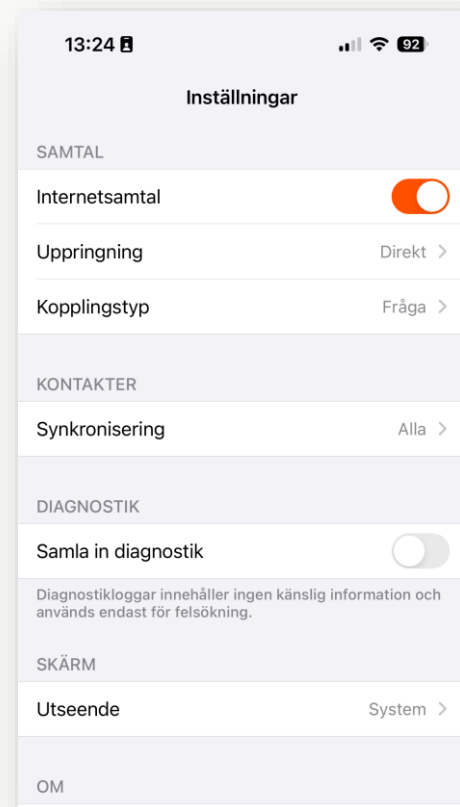 13:24
92
Inställningar
SAMTAL
Internetsamtal
Uppringning Direkt
Kopplingstyp Fråga
KONTAKTER
Synkronisering Alla
DIAGNOSTIK
Samla in diagnostik
Diagnostikloggar innehåller ingen känslig information och
används endast för felsökning.
SKÄRM
Utseende System
OM